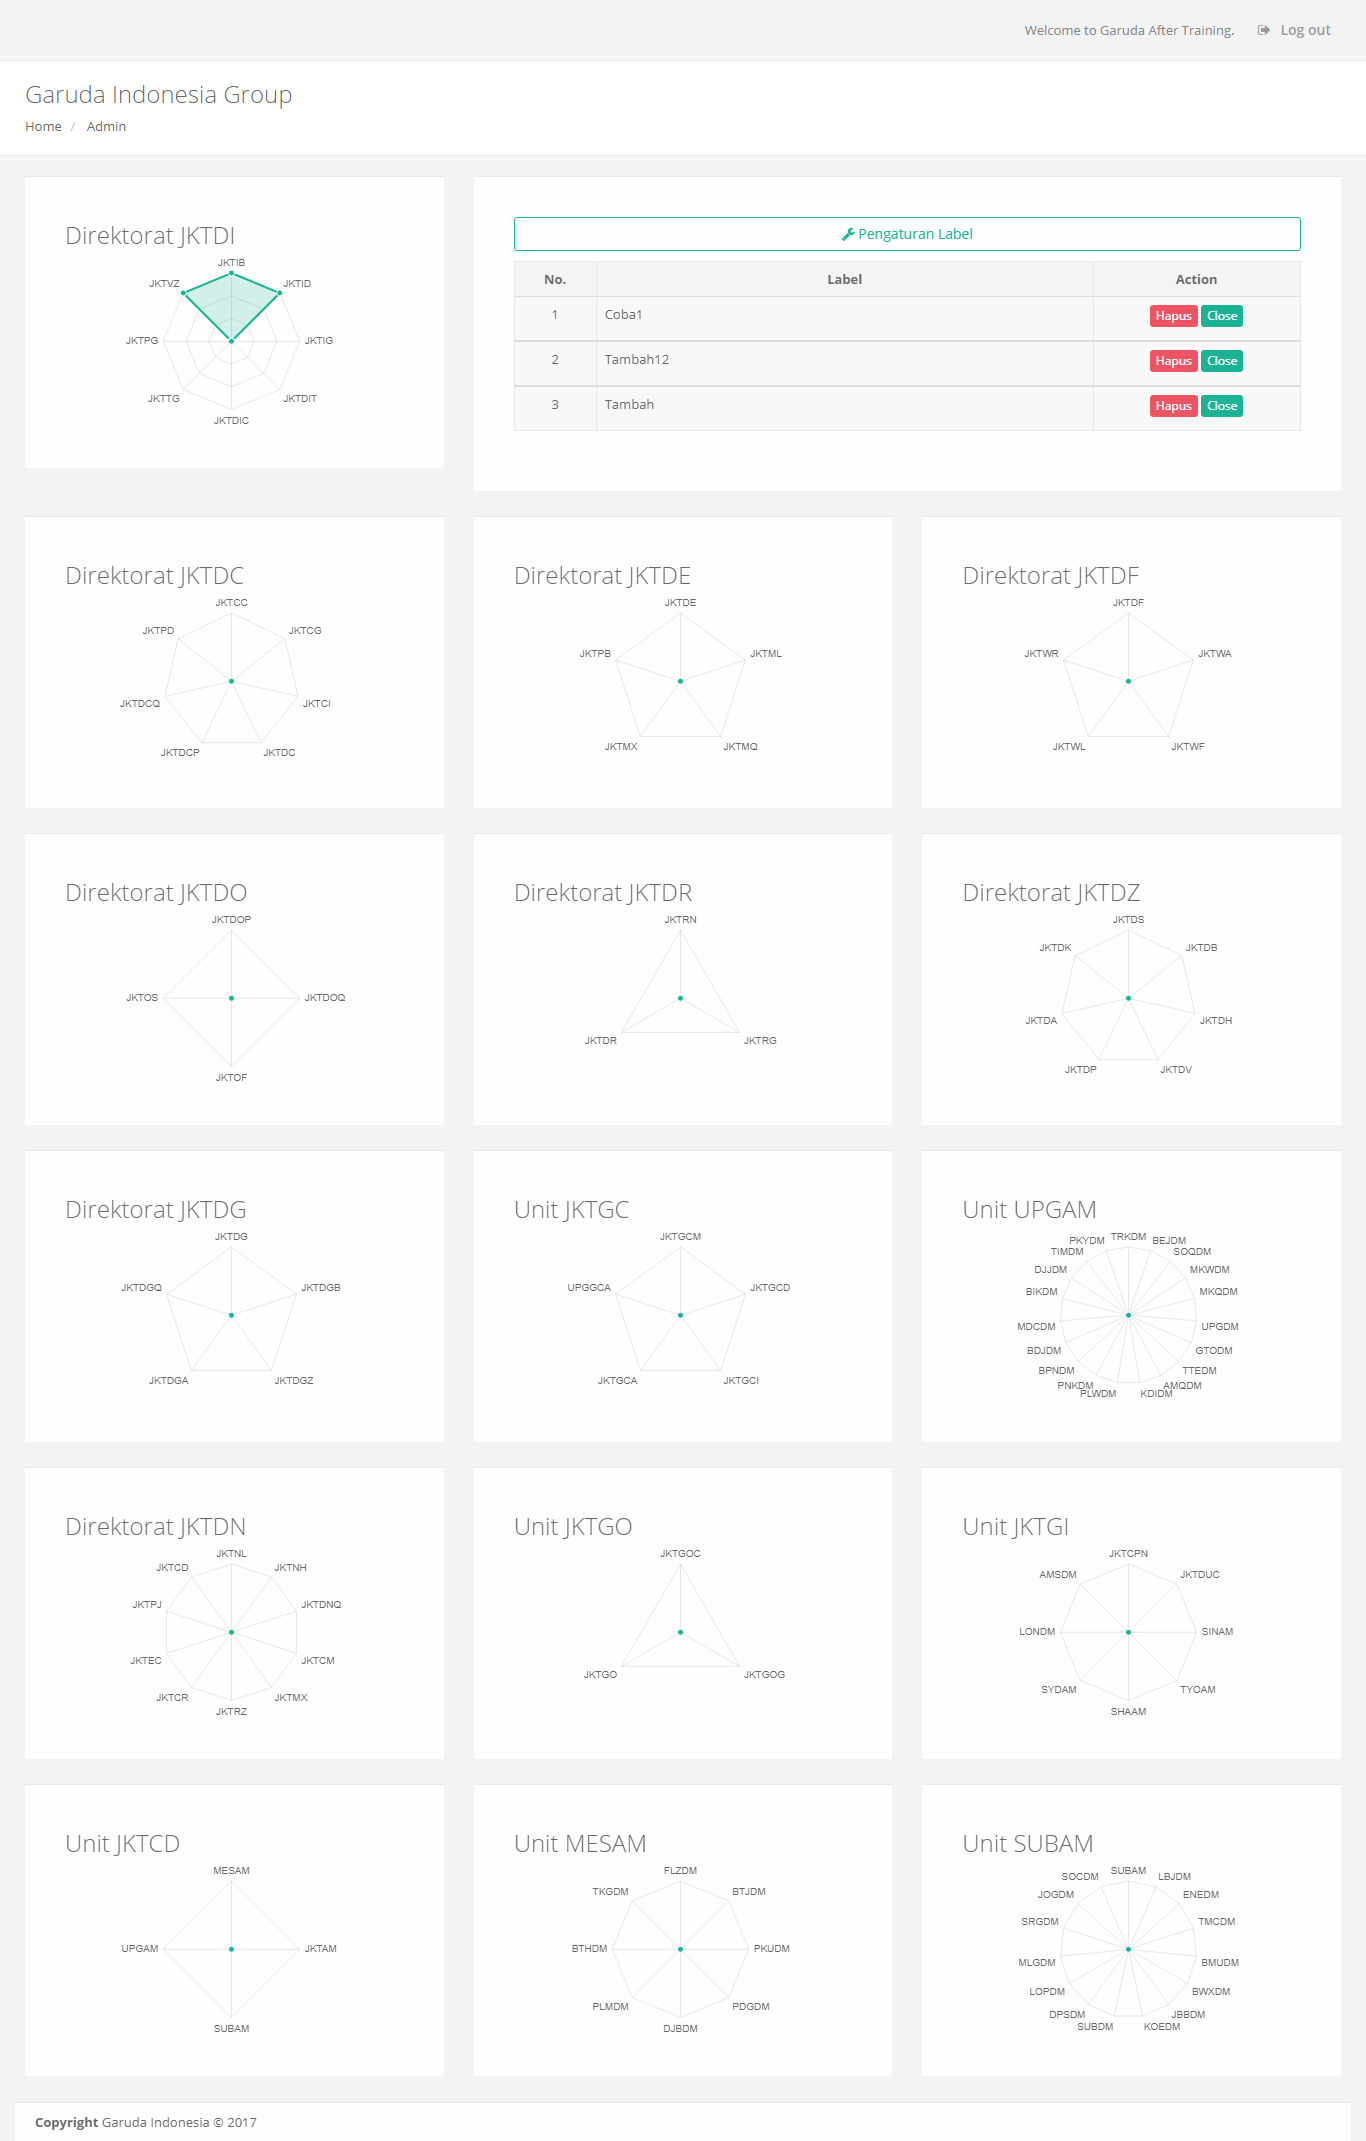 Welcome to Garuda After Training.
Log out
Garuda Indonesia Group
Home / Admin
Direktorat JKTDI
JKTIB
JKTID
JKTIG
JKTDIT
JKTDIC
JKTTG
JKTPG
JKTVZ
Pengaturan Label
No. Label Action
1 Coba1 Hapus Close
2 Tambah12 Hapus Close
3 Tambah Hapus Close
Direktorat JKTDC
JKTCC
JKTCG
JKTCI
JKTDC
JKTDCP
JKTDCQ
JKTPD
Direktorat JKTDE
JKTDE
JKTML
JKTMQ
JKTMX
JKTPB
Direktorat JKTDF
JKTDF
JKTWA
JKTWF
JKTWL
JKTWR
Direktorat JKTDO
JKTDOP
JKTDOQ
JKTOF
JKTOS
Direktorat JKTDR
JKTRN
JKTRG
JKTDR
Direktorat JKTDZ
JKTDS
JKTDB
JKTDH
JKTDV
JKTDP
JKTDA
JKTDK
Direktorat JKTDG
JKTDG
JKTDGB
JKTDGZ
JKTDGA
JKTDGQ
Unit JKTGC
JKTGCM
JKTGCD
JKTGCI
JKTGCA
UPGGCA
Unit UPGAM
TRKDM
BEJDM
SOQDM
MKWDM
MKQDM
UPGDM
GTODM
TTEDM
AMQDM
KDIDM
PLWDM
PNKDM
BPNDM
BDJDM
MDCDM
BIKDM
DJJDM
TIMDM
PKYDM
Direktorat JKTDN
JKTNL
JKTNH
JKTDNQ
JKTCM
JKTMX
JKTRZ
JKTCR
JKTEC
JKTPJ
JKTCD
Unit JKTGO
JKTGOC
JKTGOG
JKTGO
Unit JKTGI
JKTCPN
JKTDUC
SINAM
TYOAM
SHAAM
SYDAM
LONDM
AMSDM
Unit JKTCD
MESAM
JKTAM
SUBAM
UPGAM
Unit MESAM
FLZDM
BTJDM
PKUDM
PDGDM
DJBDM
PLMDM
BTHDM
TKGDM
Unit SUBAM
SUBAM
LBJDM
ENEDM
TMCDM
BMUDM
BWXDM
JBBDM
KOEDM
SUBDM
DPSDM
LOPDM
MLGDM
SRGDM
JOGDM
SOCDM
Copyright Garuda Indonesia © 2017